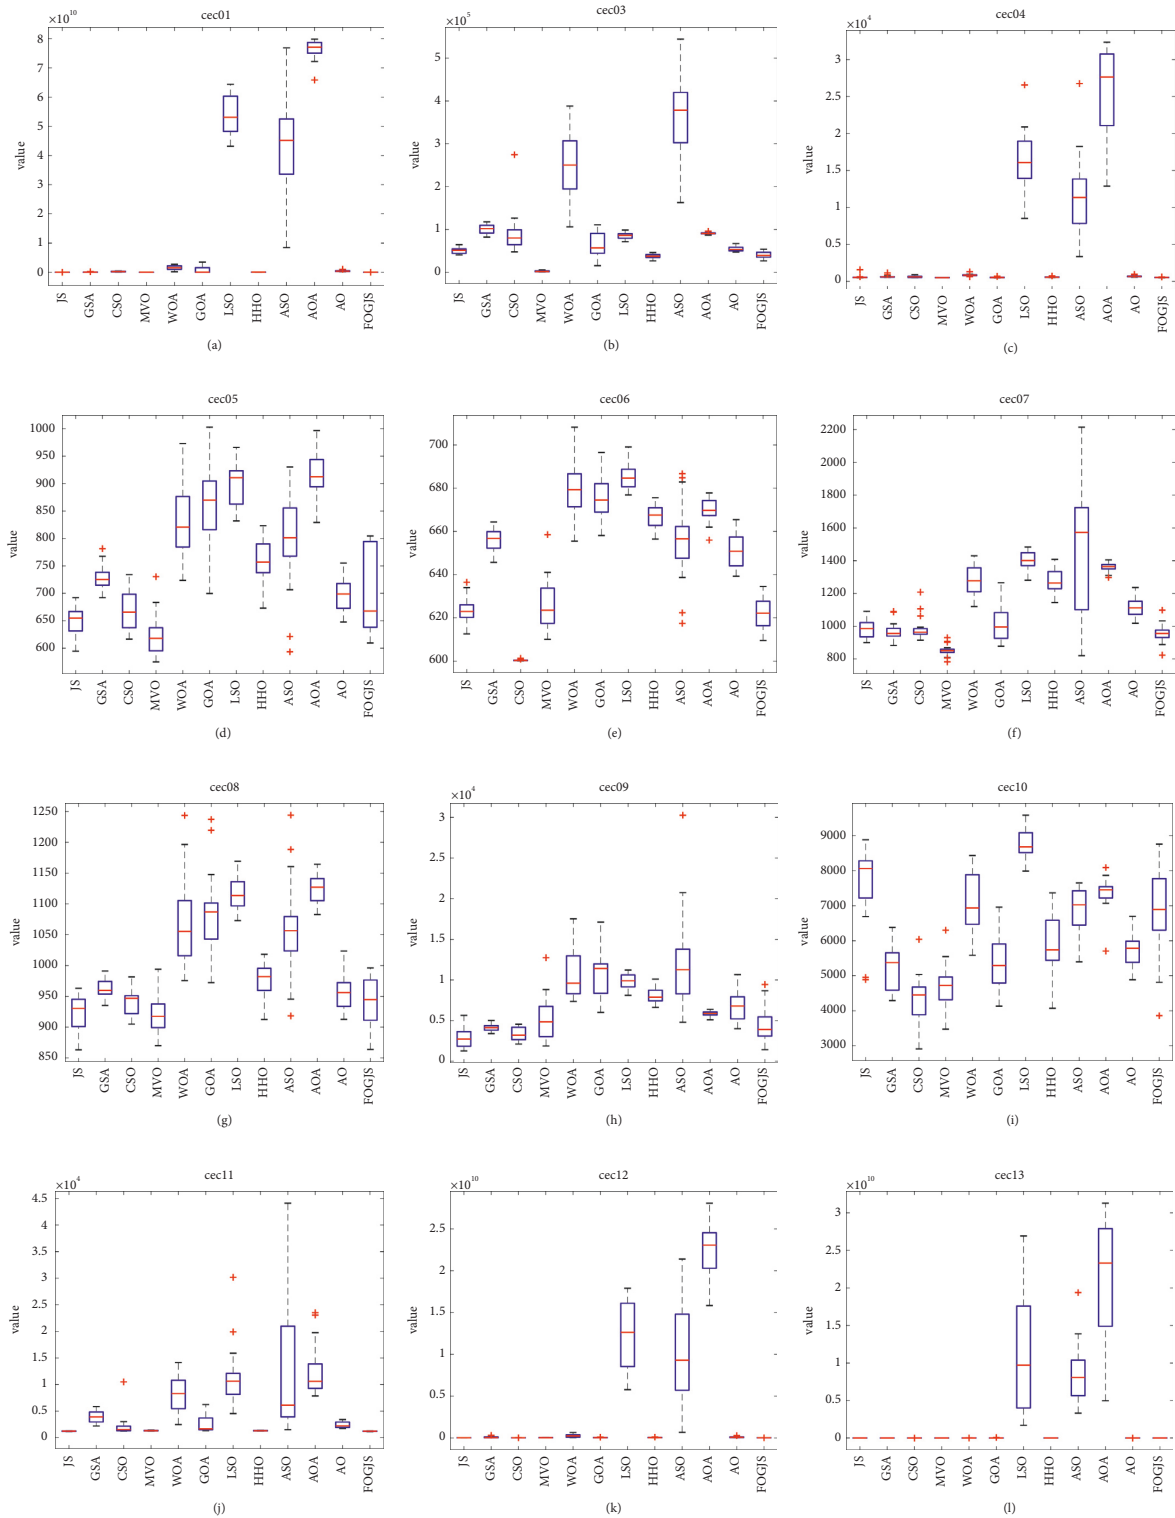 cec01
×10^10
value
8
7
6
5
4
3
2
1
0
JS
GSA
CSO
MVO
WOA
GOA
LSO
HHO
ASO
AOA
AO
FOGJS
(a)
cec03
×10^5
value
5
4
3
2
1
0
JS
GSA
CSO
MVO
WOA
GOA
LSO
HHO
ASO
AOA
AO
FOGJS
(b)
cec04
×10^4
value
3
2.5
2
1.5
1
0.5
0
JS
GSA
CSO
MVO
WOA
GOA
LSO
HHO
ASO
AOA
AO
FOGJS
(c)
cec05
value
1000
950
900
850
800
750
700
650
600
JS
GSA
CSO
MVO
WOA
GOA
LSO
HHO
ASO
AOA
AO
FOGJS
(d)
cec06
value
700
680
660
640
620
600
JS
GSA
CSO
MVO
WOA
GOA
LSO
HHO
ASO
AOA
AO
FOGJS
(e)
cec07
value
2200
2000
1800
1600
1400
1200
1000
800
JS
GSA
CSO
MVO
WOA
GOA
LSO
HHO
ASO
AOA
AO
FOGJS
(f)
cec08
value
1250
1200
1150
1100
1050
1000
950
900
850
JS
GSA
CSO
MVO
WOA
GOA
LSO
HHO
ASO
AOA
AO
FOGJS
(g)
cec09
×10^4
value
3
2.5
2
1.5
1
0.5
0
JS
GSA
CSO
MVO
WOA
GOA
LSO
HHO
ASO
AOA
AO
FOGJS
(h)
cec10
value
9000
8000
7000
6000
5000
4000
3000
JS
GSA
CSO
MVO
WOA
GOA
LSO
HHO
ASO
AOA
AO
FOGJS
(i)
cec11
×10^4
value
4.5
4
3.5
3
2.5
2
1.5
1
0.5
0
JS
GSA
CSO
MVO
WOA
GOA
LSO
HHO
ASO
AOA
AO
FOGJS
(j)
cec12
×10^10
value
2.5
2
1.5
1
0.5
0
JS
GSA
CSO
MVO
WOA
GOA
LSO
HHO
ASO
AOA
AO
FOGJS
(k)
cec13
×10^10
value
3
2.5
2
1.5
1
0.5
0
JS
GSA
CSO
MVO
WOA
GOA
LSO
HHO
ASO
AOA
AO
FOGJS
(l)